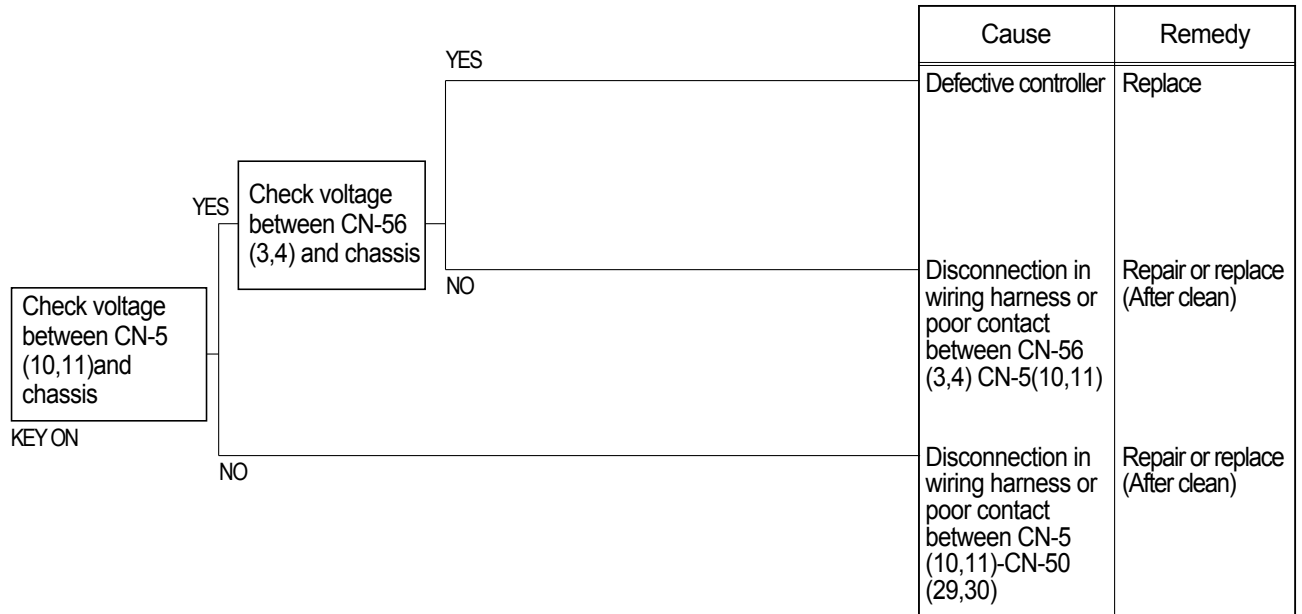 Cause
Remedy
YES
Defective controller
Replace
YES
Check voltage
between CN-56
(3,4) and chassis
NO
Disconnection in
wiring harness or
poor contact
between CN-56
(3,4) CN-5(10,11)
Repair or replace
(After clean)
Check voltage
between CN-5
(10,11)and
chassis
KEY ON
NO
Disconnection in
wiring harness or
poor contact
between CN-5
(10,11)-CN-50
(29,30)
Repair or replace
(After clean)